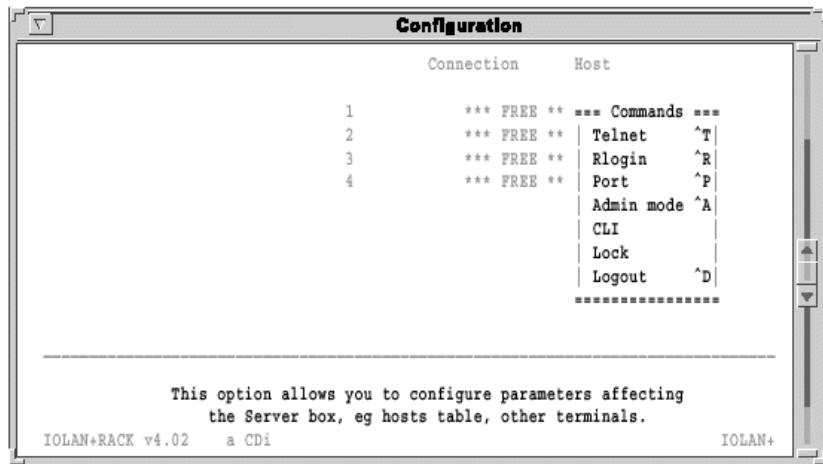 Configuration
Connection Host
1 *** FREE ** === Commands ===
2 *** FREE ** | Telnet ^T|
3 *** FREE ** | Rlogin ^R|
4 *** FREE ** | Port ^P|
| Admin mode ^A|
| CLI |
| Lock |
| Logout ^D|
================
This option allows you to configure parameters affecting
the Server box, eg hosts table, other terminals.
IOLAN+RACK v4.02 a CDi IOLAN+